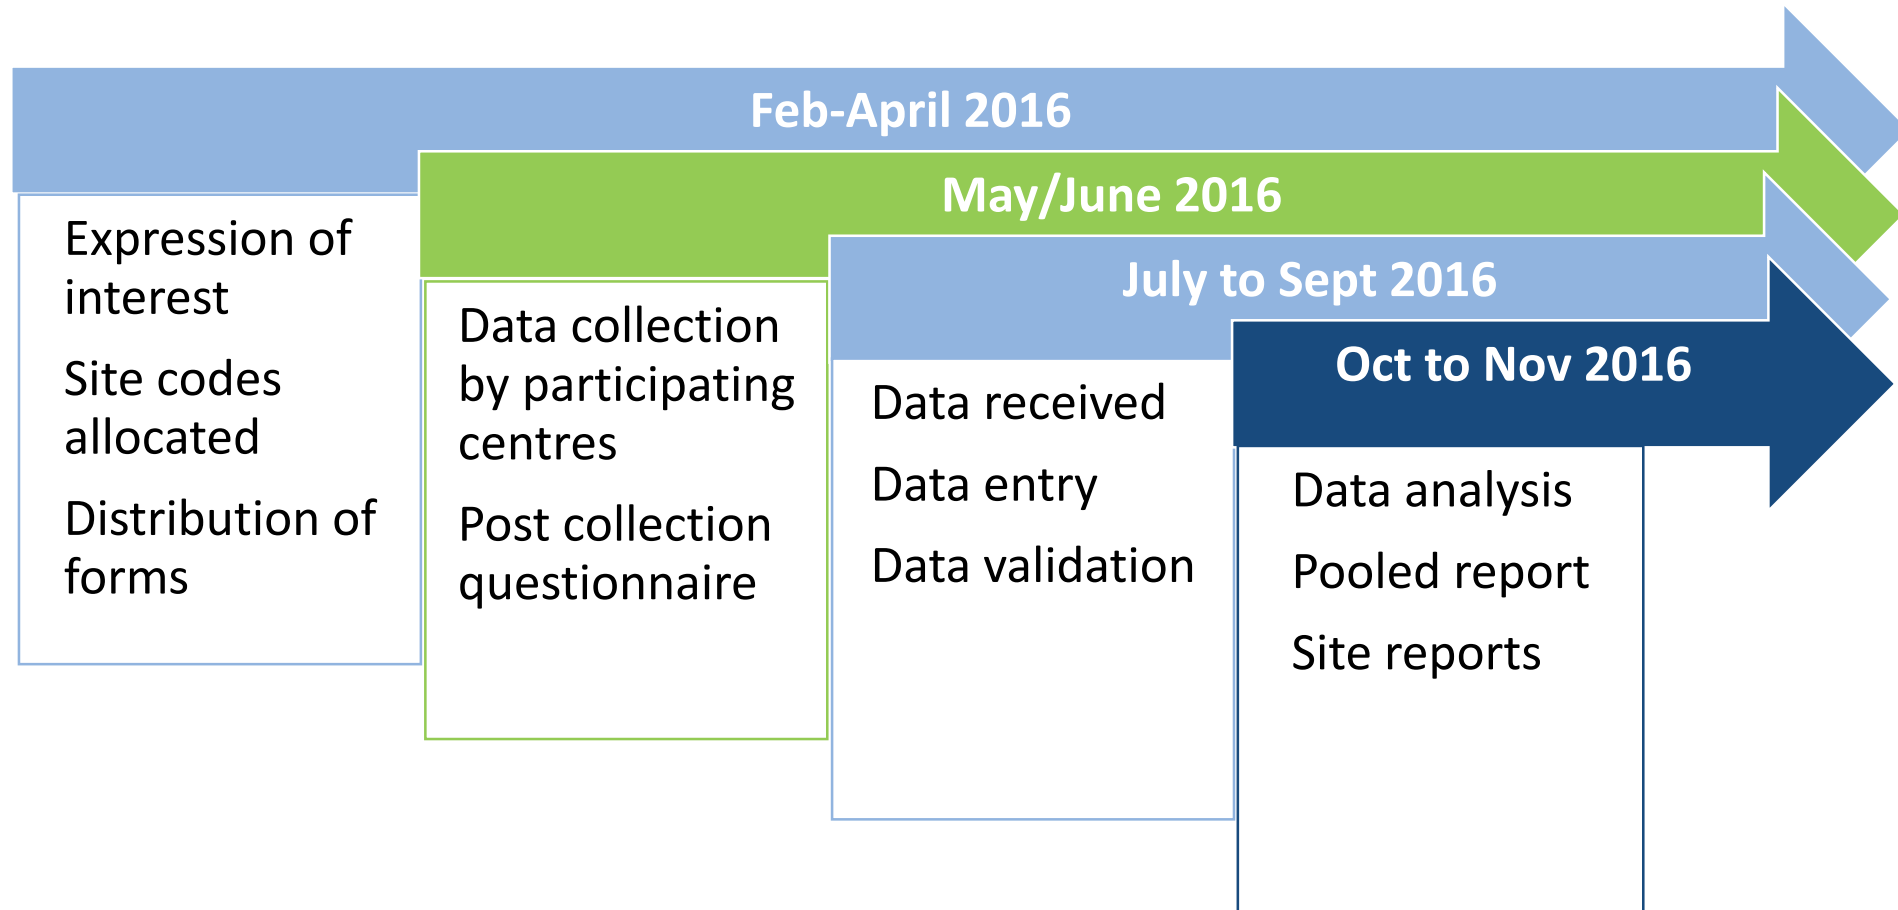 Feb-April 2016
Expression of
interest
Site codes
allocated
Distribution of
forms
May/June 2016
Data collection
by participating
centres
Post collection
questionnaire
July to Sept 2016
Data received
Data entry
Data validation
Oct to Nov 2016
Data analysis
Pooled report
Site reports